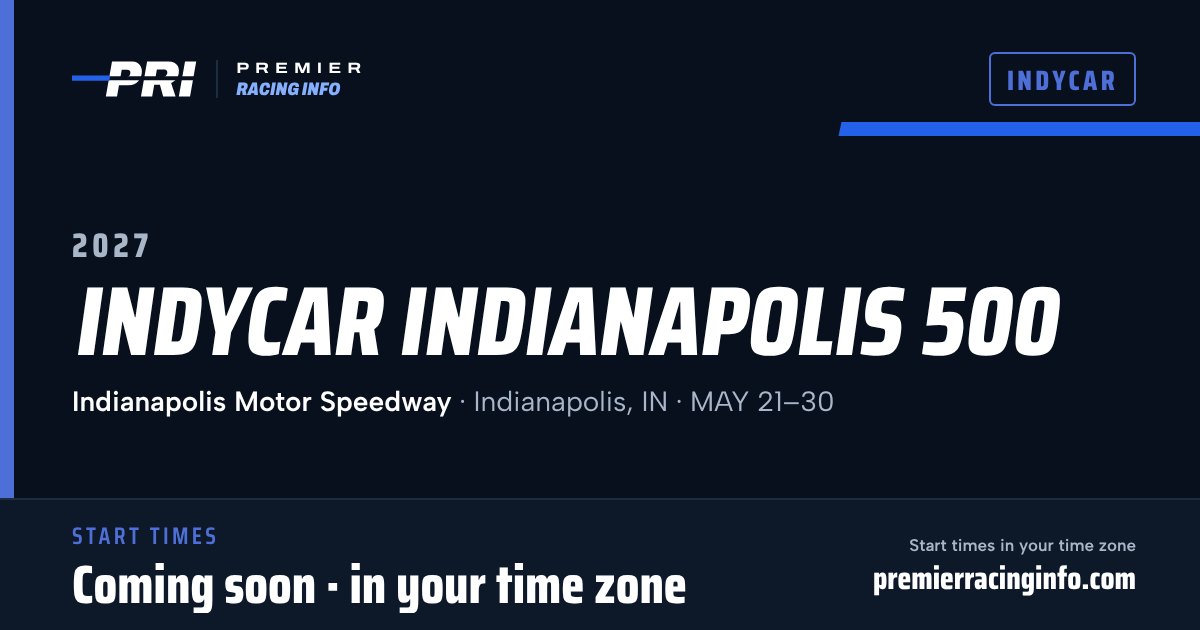 PRI
PREMIER
RACING INFO
INDYCAR
2027
INDYCAR INDIANAPOLIS 500
Indianapolis Motor Speedway · Indianapolis, IN · MAY 21–30
START TIMES
Coming soon · in your time zone
Start times in your time zone
premierracinginfo.com